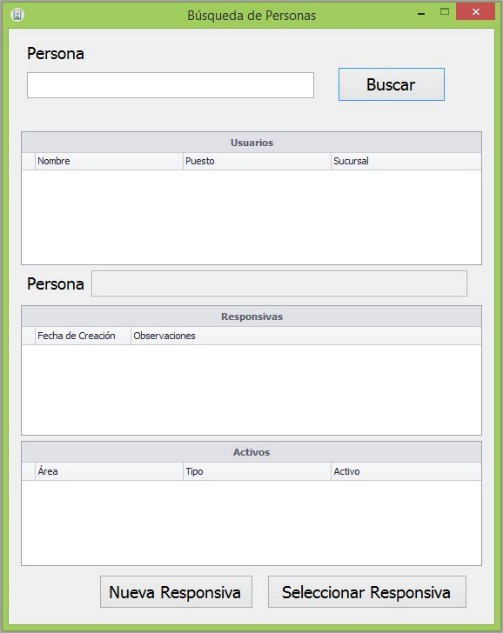 Búsqueda de Personas
Persona
Buscar
Usuarios
Nombre Puesto Sucursal
Persona
Responsivas
Fecha de Creación Observaciones
Activos
Área Tipo Activo
Nueva Responsiva Seleccionar Responsiva